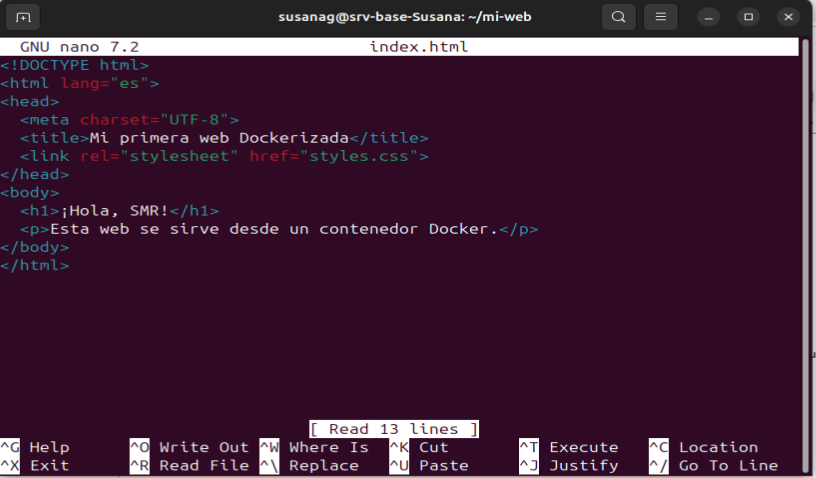 susanag@srv-base-Susana: ~/mi-web
GNU nano 7.2 index.html
<!DOCTYPE html>
<html lang="es">
<head>
  <meta charset="UTF-8">
  <title>Mi primera web Dockerizada</title>
  <link rel="stylesheet" href="styles.css">
</head>
<body>
  <h1>¡Hola, SMR!</h1>
  <p>Esta web se sirve desde un contenedor Docker.</p>
</body>
</html>
[ Read 13 lines ]
^G Help ^O Write Out ^W Where Is ^K Cut ^T Execute ^C Location
^X Exit ^R Read File ^\ Replace ^U Paste ^J Justify ^/ Go To Line